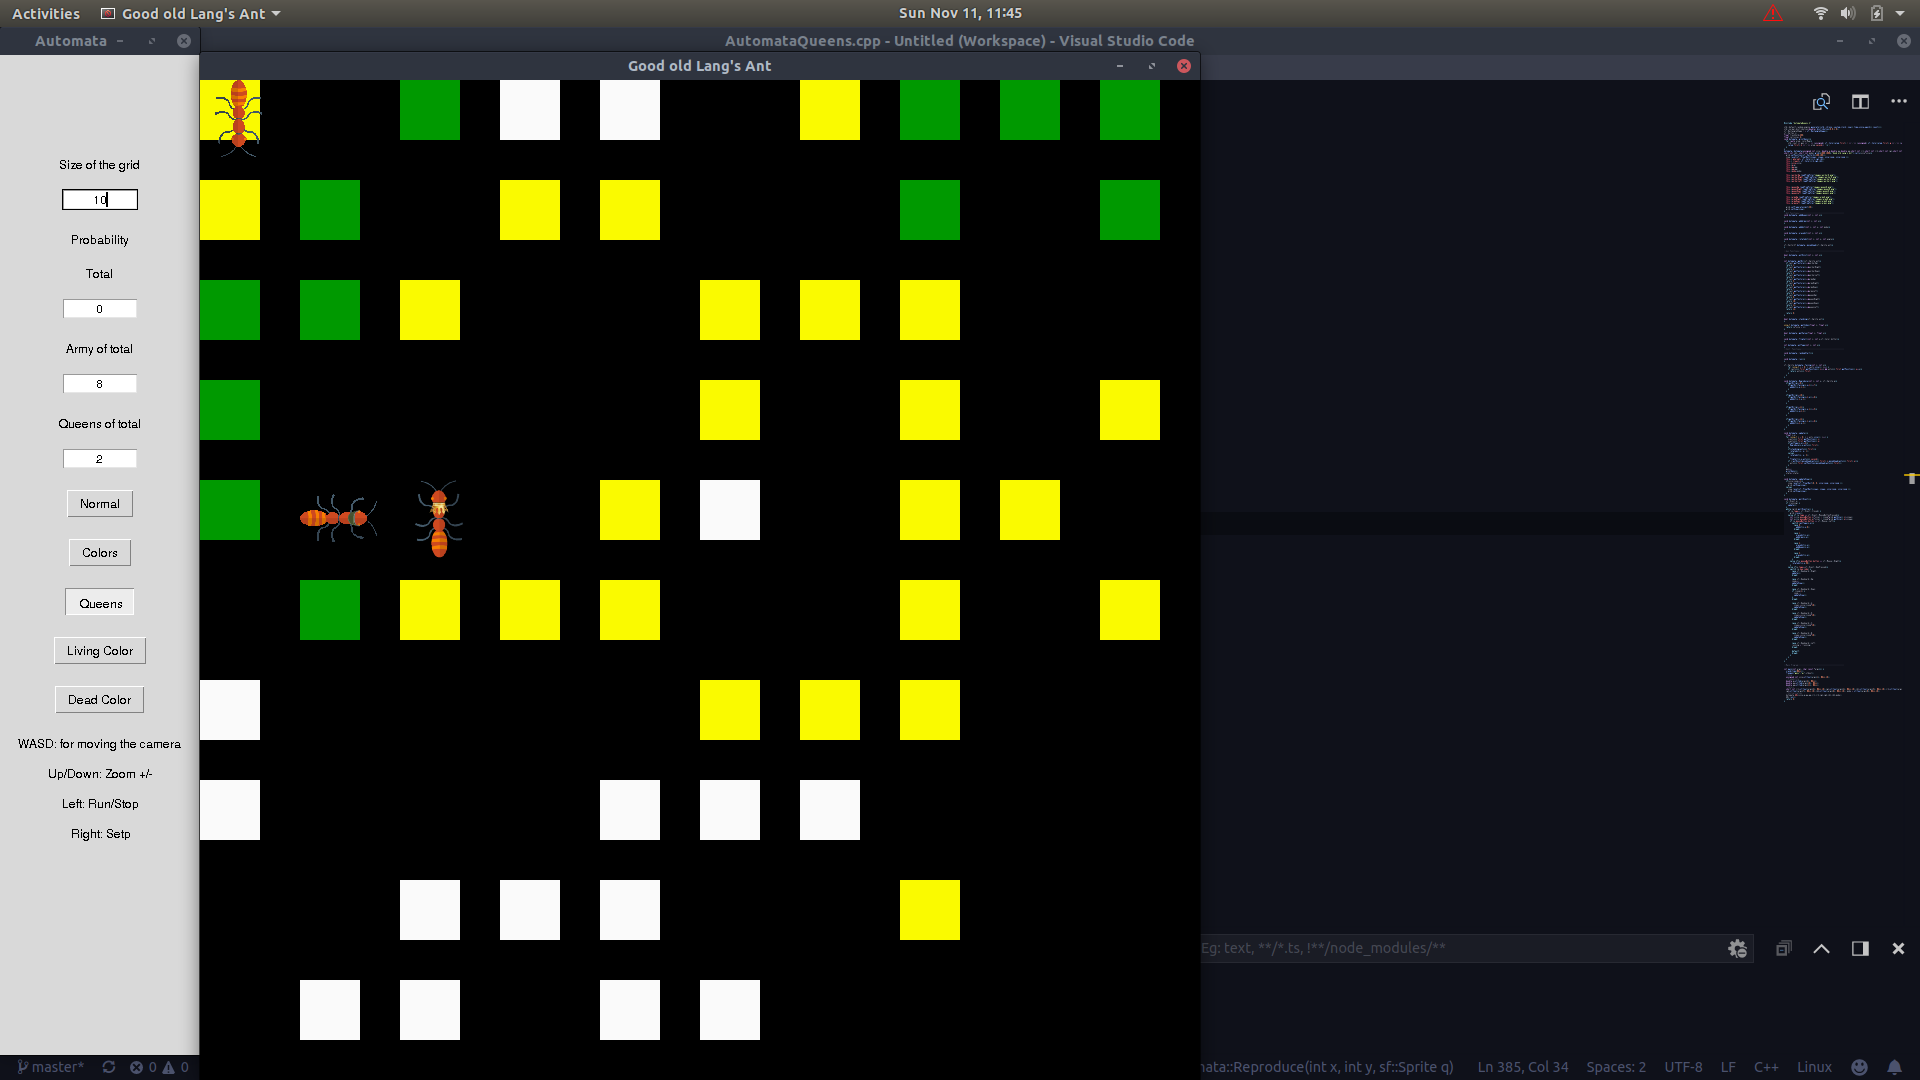 Activities
Good old Lang's Ant
Sun Nov 11, 11:45
Automata
AutomataQueens.cpp - Untitled (Workspace) - Visual Studio Code
Good old Lang's Ant
Size of the grid
10
Probability
Total
0
Army of total
8
Queens of total
2
Normal
Colors
Queens
Living Color
Dead Color
WASD: for moving the camera
Up/Down: Zoom +/-
Left: Run/Stop
Right: Setp
Eg: text, **/*.ts, !**/node_modules/**
master*
0
0
nata::Reproduce(int x, int y, sf::Sprite q)
Ln 385, Col 34
Spaces: 2
UTF-8
LF
C++
Linux